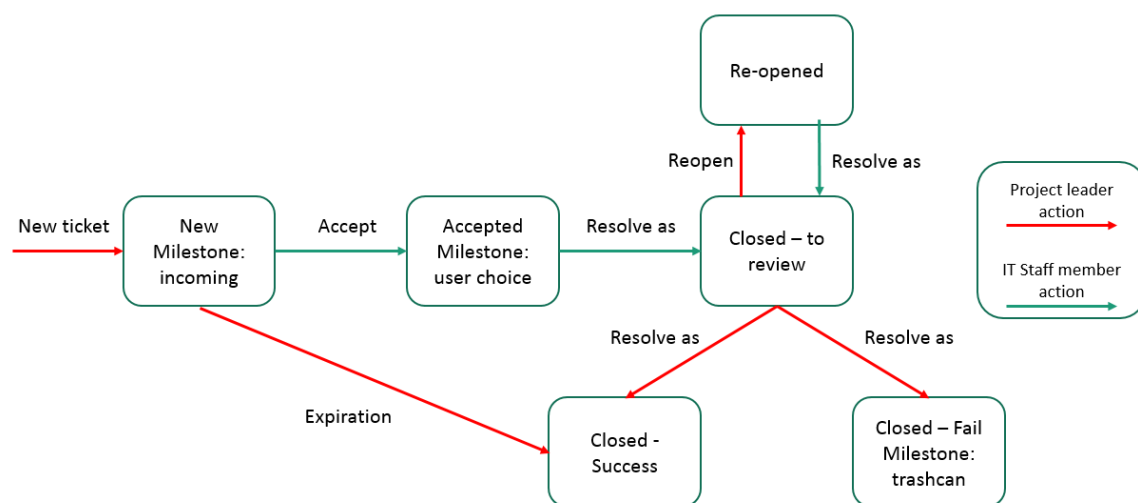 Re-opened
Reopen
Resolve as
Project leader
action
IT Staff member
action
New ticket
New
Milestone:
incoming
Accept
Accepted
Milestone:
user choice
Resolve as
Closed – to
review
Resolve as
Resolve as
Expiration
Closed -
Success
Closed – Fail
Milestone:
trashcan